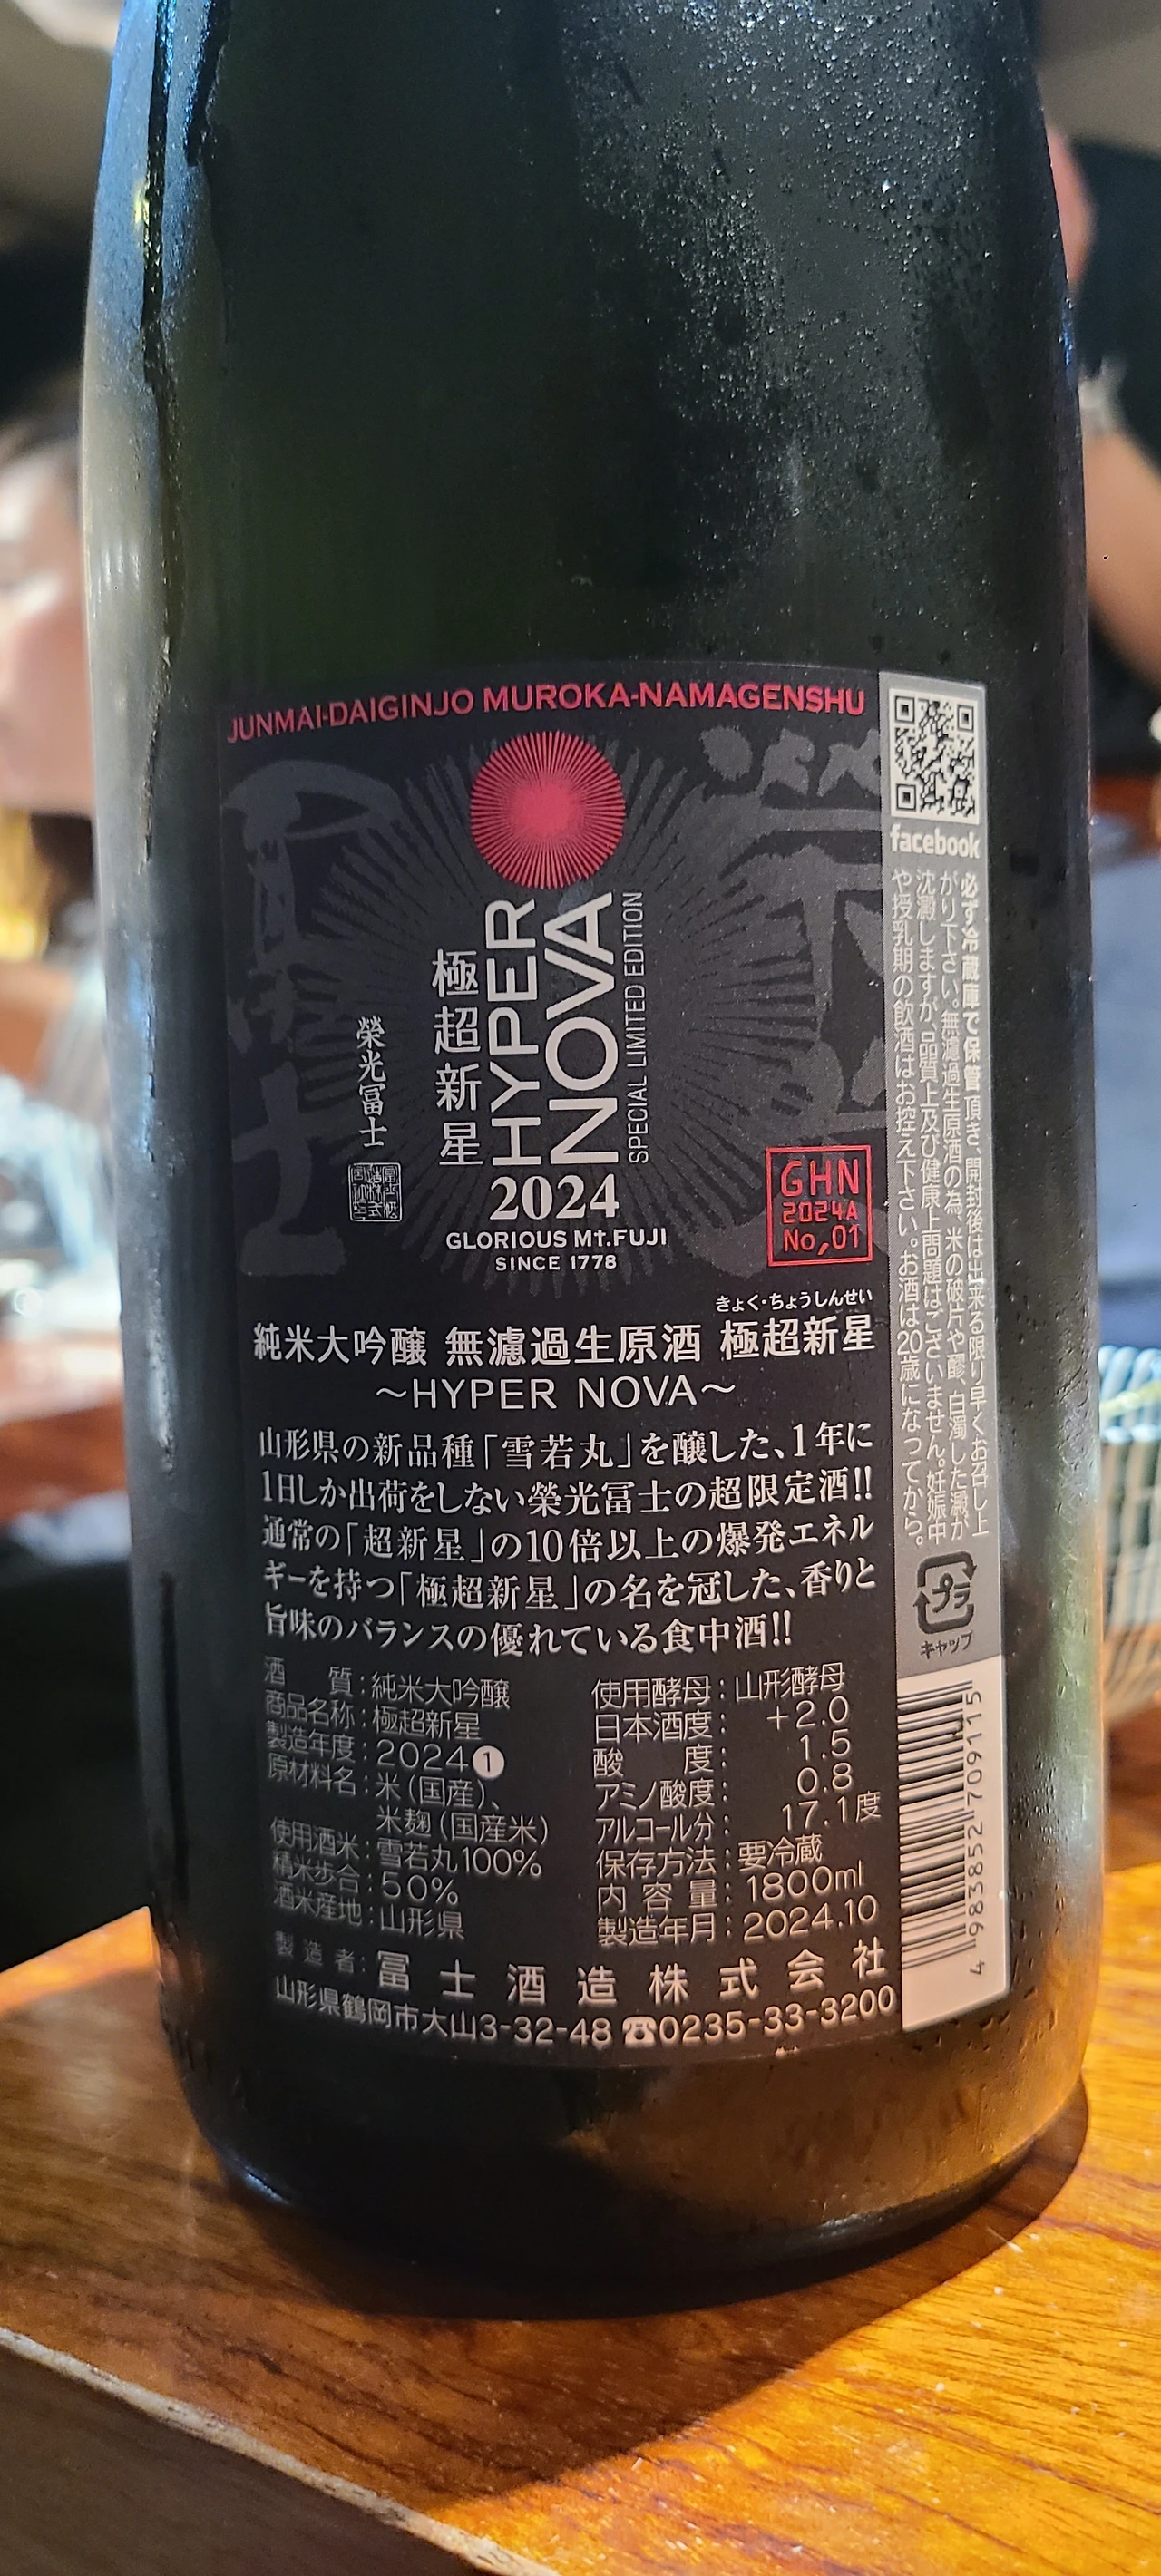 JUNMAI-DAIGINJO MUROKA-NAMAGENSHU
榮光冨士
極超新星
HYPER
NOVA
SPECIAL LIMITED EDITION
2024
GLORIOUS Mt.FUJI
SINCE 1778
GHN
2024A
No,01
きょく・ちょうしんせい
純米大吟醸 無濾過生原酒 極超新星
〜HYPER NOVA〜
山形県の新品種「雪若丸」を醸した、1年に
1日しか出荷をしない榮光冨士の超限定酒!!
通常の「超新星」の10倍以上の爆発エネル
ギーを持つ「極超新星」の名を冠した、香りと
旨味のバランスの優れている食中酒!!
酒 質:純米大吟醸
商品名称:極超新星
製造年度:2024❶
原材料名:米(国産)、
米麹(国産米)
使用酒米:雪若丸100%
精米歩合:50%
酒米産地:山形県
使用酵母:山形酵母
日本酒度: +2.0
酸 度: 1.5
アミノ酸度: 0.8
アルコール分: 17.1度
保存方法:要冷蔵
内容量:1800ml
製造年月:2024.10
製造者:冨士酒造株式会社
山形県鶴岡市大山3-32-48 ☎0235-33-3200
facebook
必ず冷蔵庫で保管頂き、開封後は出来る限り早くお召し上
がり下さい。無濾過生原酒の為、米の破片や醪、白濁した澱が
沈澱しますが、品質上及び健康上問題はございません。妊娠中
や授乳期の飲酒はお控え下さい。お酒は20歳になってから。
プラ
キャップ
4 983852 709115